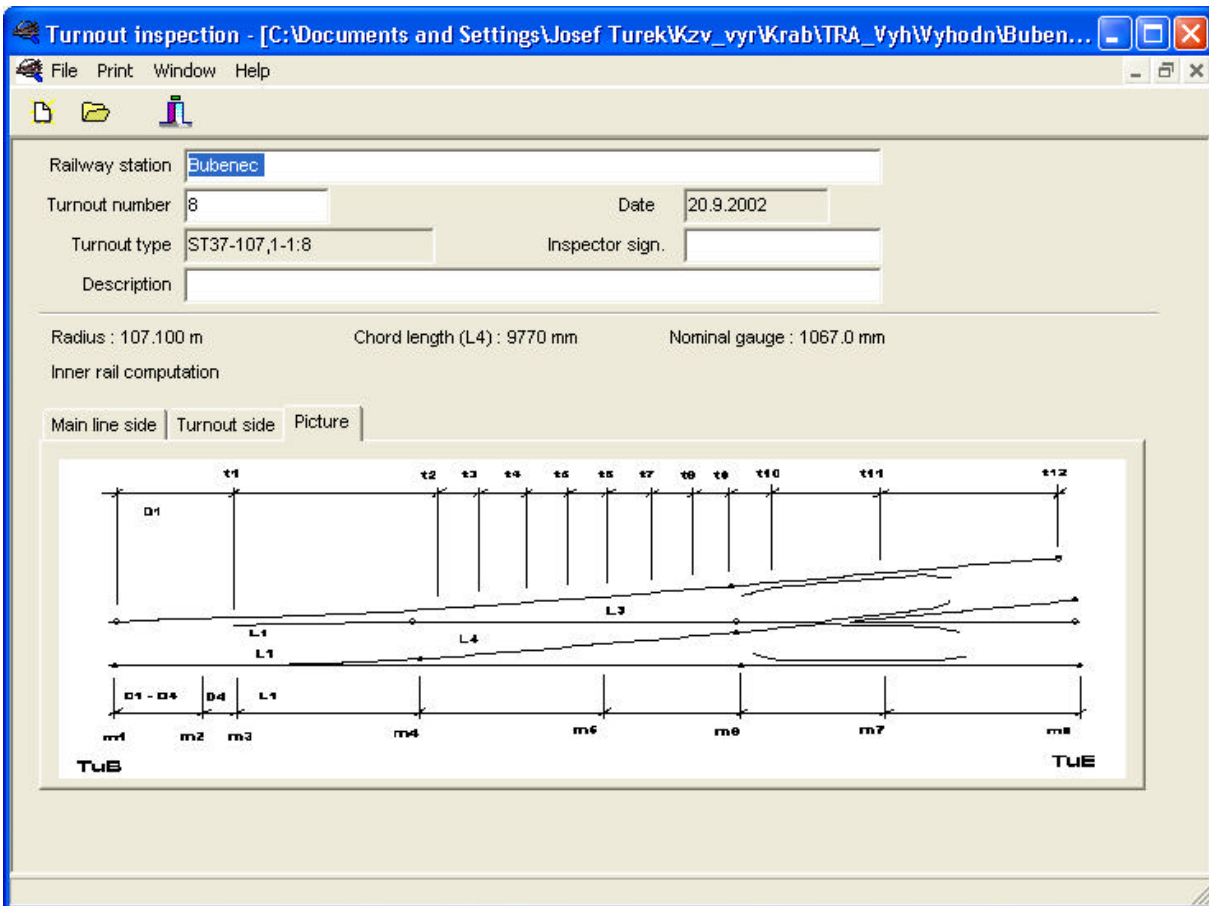 Turnout inspection - [C:\Documents and Settings\Josef Turek\Kzv_vyr\Krab\TRA_Vyh\Vyhodn\Buben...
File Print Window Help
Railway station Bubenec
Turnout number 8 Date 20.9.2002
Turnout type ST37-107,1-1:8 Inspector sign.
Description
Radius : 107.100 m Chord length (L4) : 9770 mm Nominal gauge : 1067.0 mm
Inner rail computation
Main line side Turnout side Picture
t1 t2 t3 t4 t7 t10 t11 t12
D1
L3
L1 L4
L1
D1 - D4 D4 L1
m1 m2 m3 m4 m7
TuB TuE